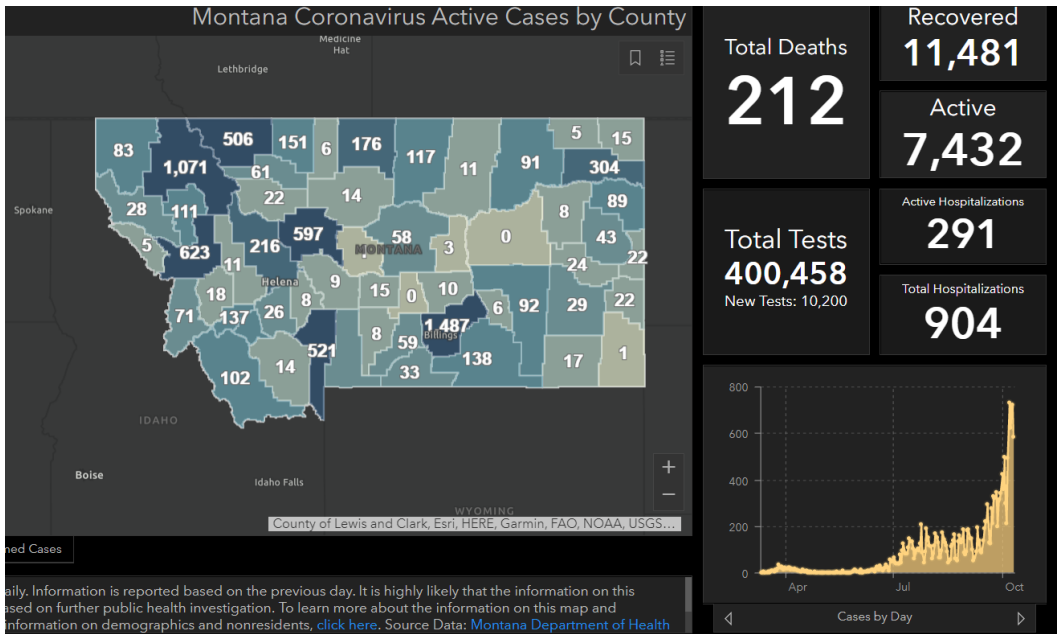 Montana Coronavirus Active Cases by County
Medicine
Hat
Lethbridge
Spokane
Boise
IDAHO
Idaho Falls
WYOMING
MONTANA
Helena
Billings
83
1,071
506
151
6
176
117
11
91
5
15
304
61
22
14
28
111
8
89
5
623
11
216
597
58
3
0
43
22
24
18
9
15
0
10
71
137
26
8
6
92
29
22
1,487
8
59
521
14
102
33
138
17
1
County of Lewis and Clark, Esri, HERE, Garmin, FAO, NOAA, USGS...
med Cases
aily. Information is reported based on the previous day. It is highly likely that the information on this
ased on further public health investigation. To learn more about the information on this map and
information on demographics and nonresidents, click here. Source Data: Montana Department of Health
Total Deaths
212
Recovered
11,481
Active
7,432
Total Tests
400,458
New Tests: 10,200
Active Hospitalizations
291
Total Hospitalizations
904
800
600
400
200
0
Apr
Jul
Oct
Cases by Day